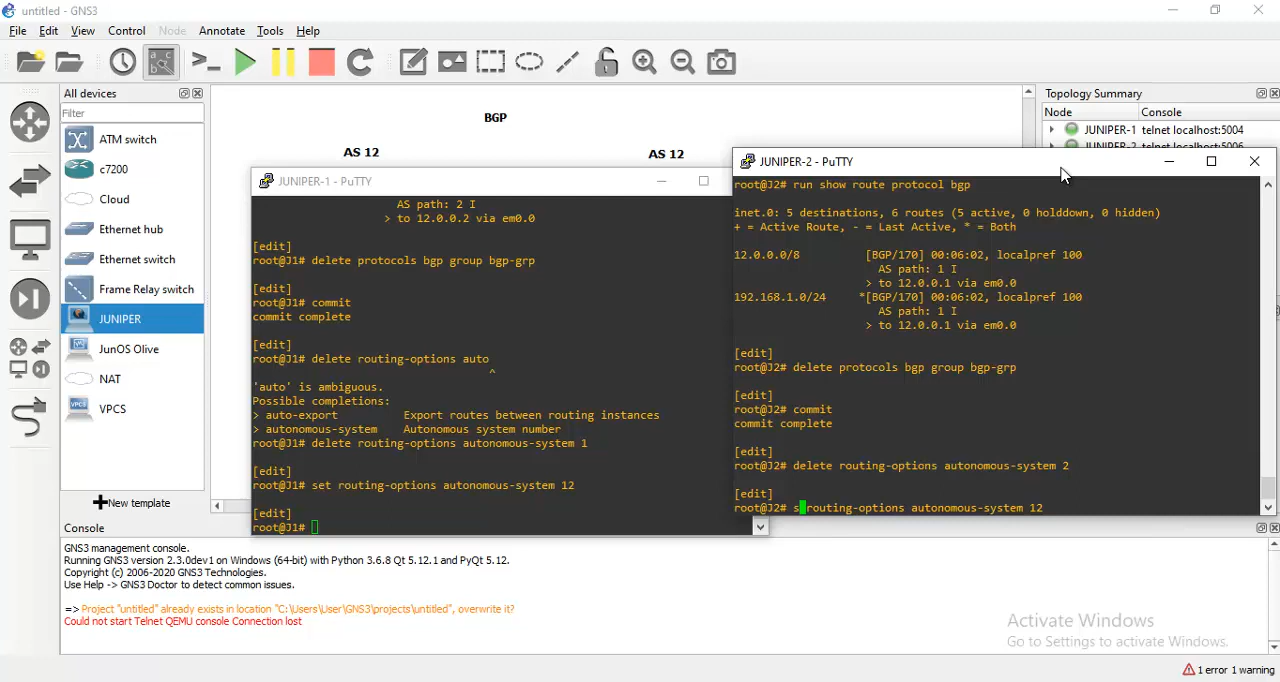 untitled - GNS3
File Edit View Control Node Annotate Tools Help
All devices
Filter
ATM switch
c7200
Cloud
Ethernet hub
Ethernet switch
Frame Relay switch
JUNIPER
JunOS Olive
NAT
VPCS
New template
BGP
AS 12
AS 12
Topology Summary
Node Console
JUNIPER-1 telnet localhost:5004
JUNIPER-2 telnet localhost:5006
JUNIPER-1 - PuTTY
AS path: 2 I
> to 12.0.0.2 via em0.0
[edit]
root@J1# delete protocols bgp group bgp-grp
[edit]
root@J1# commit
commit complete
[edit]
root@J1# delete routing-options auto
^
'auto' is ambiguous.
Possible completions:
> auto-export Export routes between routing instances
> autonomous-system Autonomous system number
root@J1# delete routing-options autonomous-system 1
[edit]
root@J1# set routing-options autonomous-system 12
[edit]
root@J1#
JUNIPER-2 - PuTTY
root@J2# run show route protocol bgp
inet.0: 5 destinations, 6 routes (5 active, 0 holddown, 0 hidden)
+ = Active Route, - = Last Active, * = Both
12.0.0.0/8 [BGP/170] 00:06:02, localpref 100
AS path: 1 I
> to 12.0.0.1 via em0.0
192.168.1.0/24 *[BGP/170] 00:06:02, localpref 100
AS path: 1 I
> to 12.0.0.1 via em0.0
[edit]
root@J2# delete protocols bgp group bgp-grp
[edit]
root@J2# commit
commit complete
[edit]
root@J2# delete routing-options autonomous-system 2
[edit]
root@J2# s routing-options autonomous-system 12
Console
GNS3 management console.
Running GNS3 version 2.3.0dev1 on Windows (64-bit) with Python 3.6.8 Qt 5.12.1 and PyQt 5.12.
Copyright (c) 2006-2020 GNS3 Technologies.
Use Help -> GNS3 Doctor to detect common issues.
=> Project "untitled" already exists in location "C:\Users\User\GNS3\projects\untitled", overwrite it?
Could not start Telnet QEMU console Connection lost
Activate Windows
Go to Settings to activate Windows.
1 error 1 warning